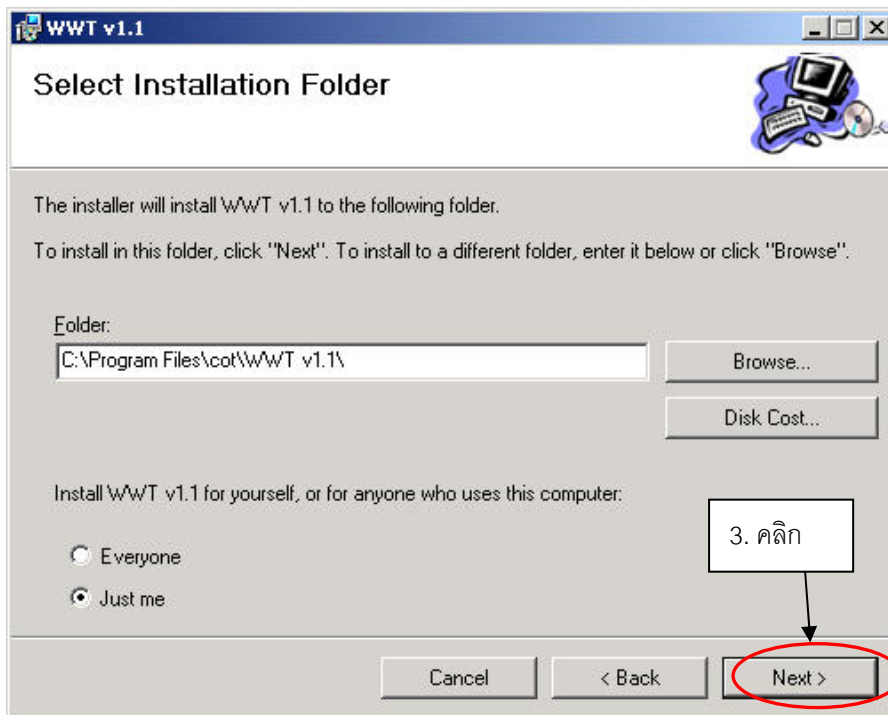 WWT v1.1
Select Installation Folder
The installer will install WWT v1.1 to the following folder.
To install in this folder, click "Next". To install to a different folder, enter it below or click "Browse".
Folder:
C:\Program Files\cot\WWT v1.1\
Browse...
Disk Cost...
Install WWT v1.1 for yourself, or for anyone who uses this computer:
Everyone
Just me
3. คลิก
Cancel
< Back
Next >